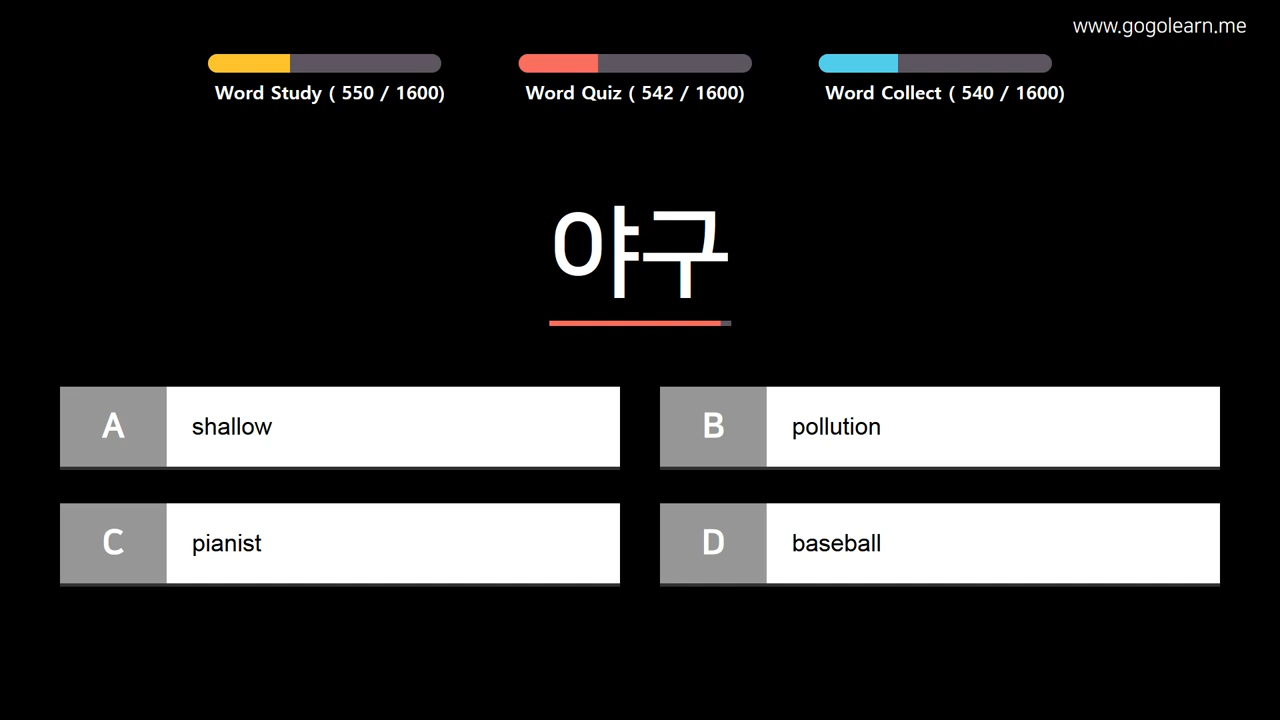 www.gogolearn.me
Word Study ( 550 / 1600)
Word Quiz ( 542 / 1600)
Word Collect ( 540 / 1600)
야구
A shallow
B pollution
C pianist
D baseball